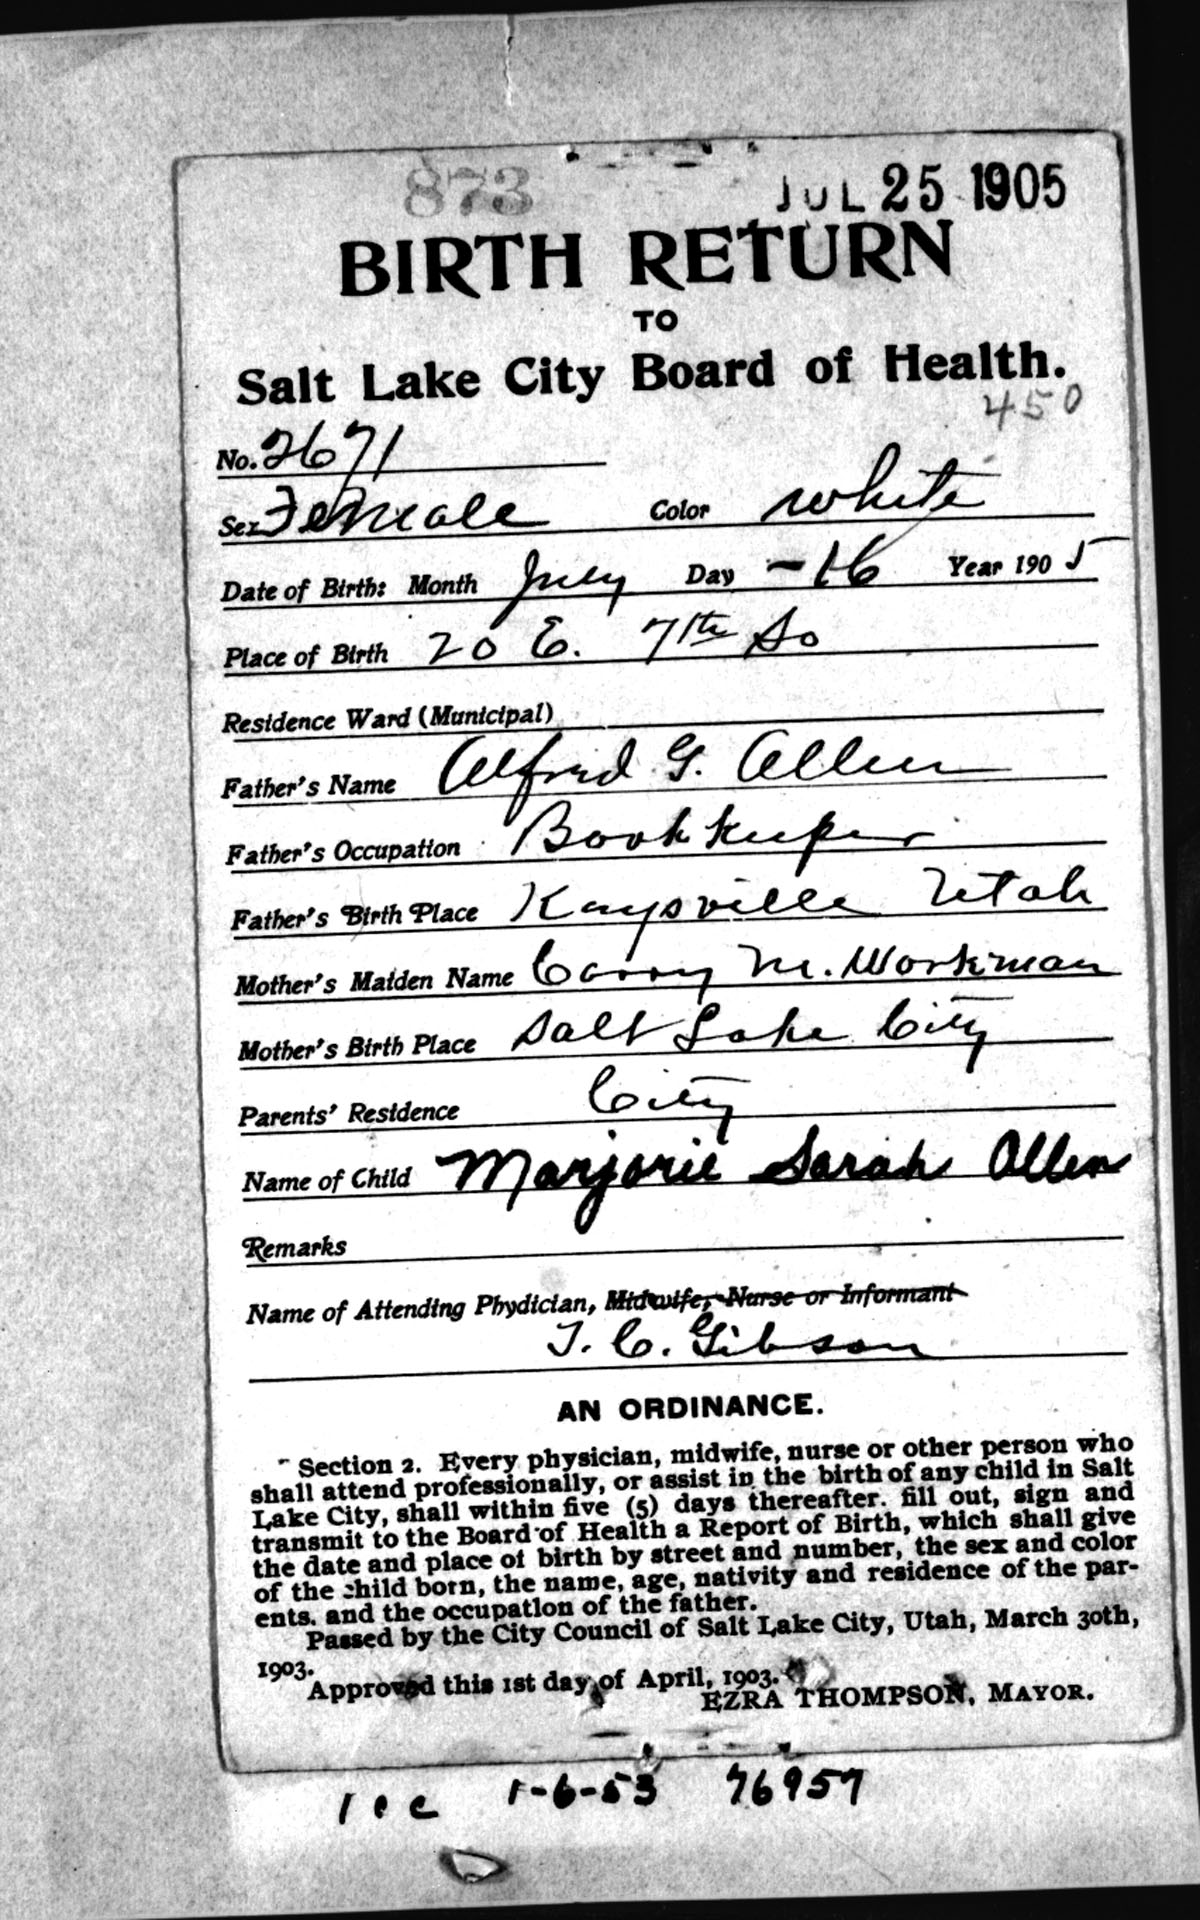 873 JUL 25 1905
BIRTH RETURN
TO
Salt Lake City Board of Health.
450
No. 2671
Sex Female Color white
Date of Birth: Month July Day - 16 Year 1905
Place of Birth 20 E. 7th So
Residence Ward (Municipal)
Father's Name Alfred G. Allen
Father's Occupation Bookkeeper
Father's Birth Place Kaysville Utah
Mother's Maiden Name Carry M. Workman
Mother's Birth Place Salt Lake City
Parents' Residence City
Name of Child Marjorie Sarah Allen
Remarks
Name of Attending Phydician, Midwife, Nurse or Informant
T. C. Gibson
AN ORDINANCE.
Section 2. Every physician, midwife, nurse or other person who
shall attend professionally, or assist in the birth of any child in Salt
Lake City, shall within five (5) days thereafter. fill out, sign and
transmit to the Board of Health a Report of Birth, which shall give
the date and place of birth by street and number, the sex and color
of the child born, the name, age, nativity and residence of the par-
ents. and the occupation of the father.
Passed by the City Council of Salt Lake City, Utah, March 30th,
1903.
Approved this 1st day of April, 1903.
EZRA THOMPSON, MAYOR.
1-6-53 76957